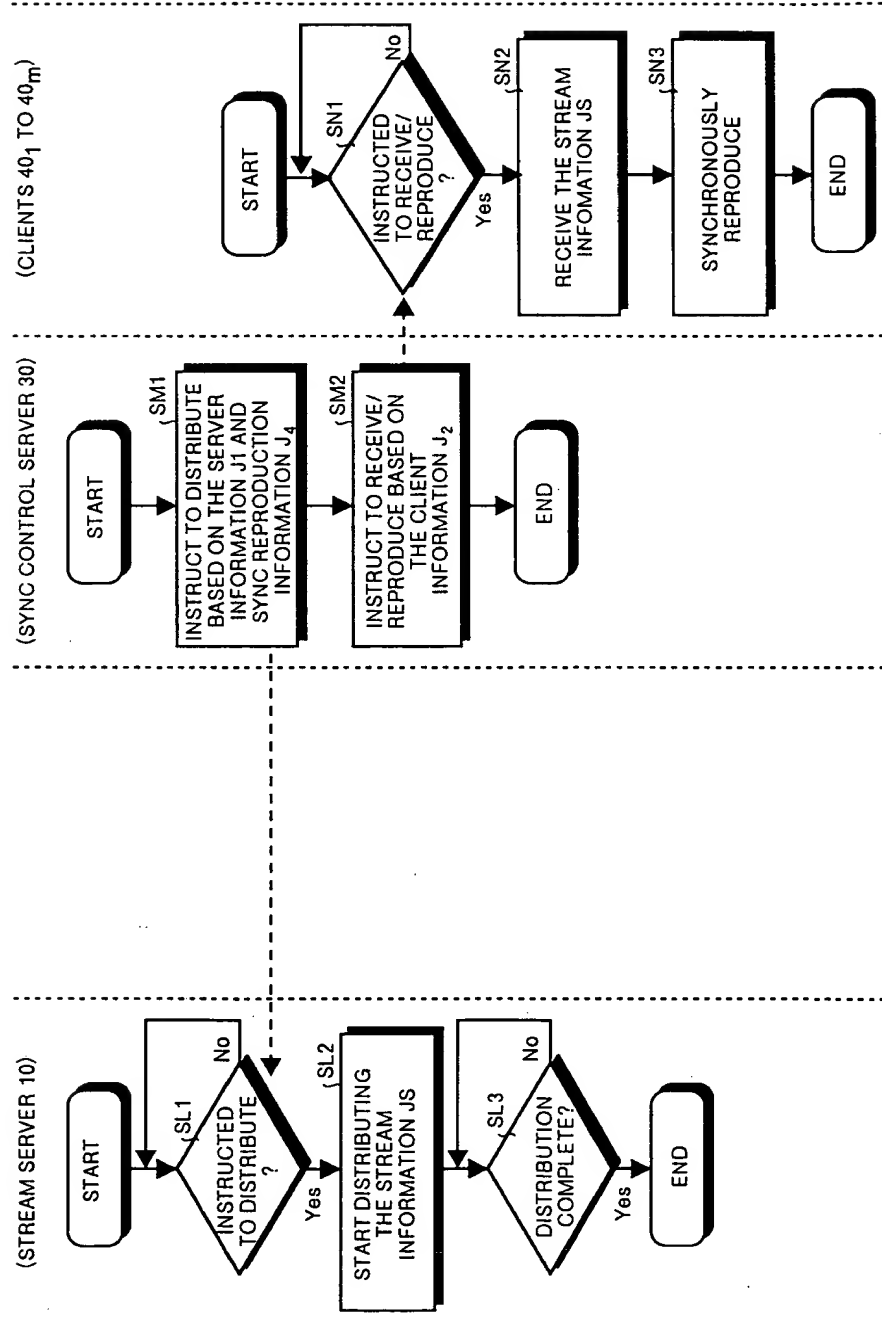 (STREAM SERVER 10)
START
SL1
INSTRUCTED
TO DISTRIBUTE
?
No
Yes
SL2
START DISTRIBUTING
THE STREAM
INFORMATION JS
SL3
DISTRIBUTION
COMPLETE?
No
Yes
END
(SYNC CONTROL SERVER 30)
START
SM1
INSTRUCT TO DISTRIBUTE
BASED ON THE SERVER
INFORMATION J1 AND
SYNC REPRODUCTION
INFORMATION J4
SM2
INSTRUCT TO RECEIVE/
REPRODUCE BASED ON
THE CLIENT
INFORMATION J2
END
(CLIENTS 401 TO 40m)
START
SN1
INSTRUCTED
TO RECEIVE/
REPRODUCE
?
No
Yes
SN2
RECEIVE THE STREAM
INFOMATION JS
SN3
SYNCHRONOUSLY
REPRODUCE
END